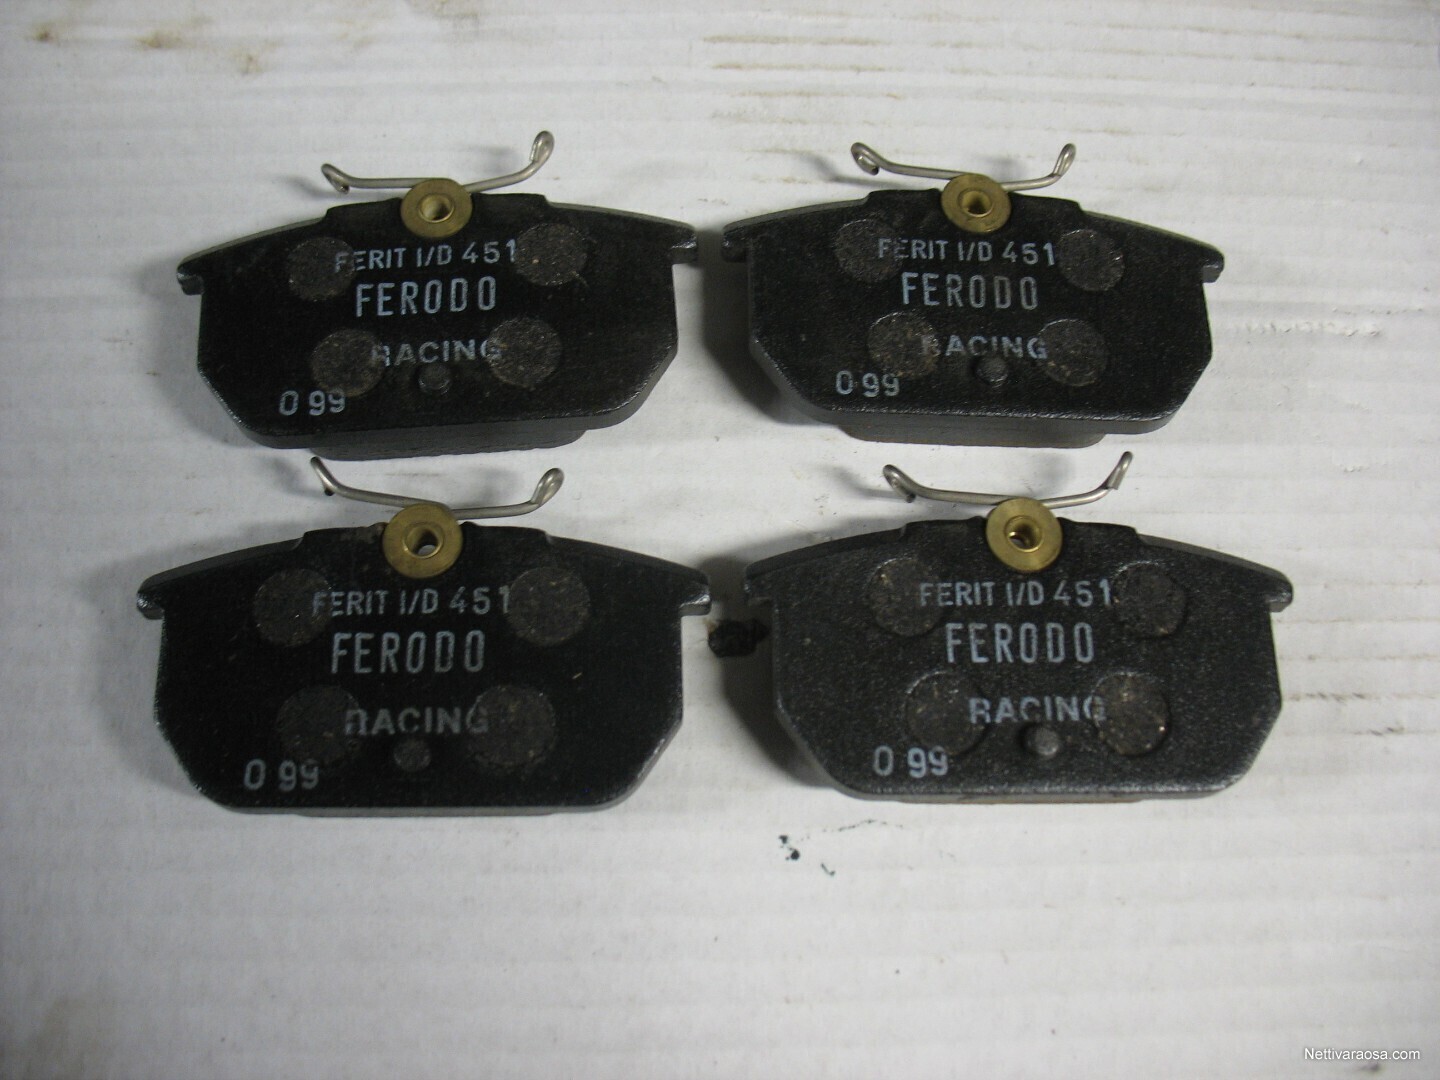 FERIT I/D 451
FERODO
RACING
0 99
FERIT I/D 451
FERODO
RACING
0 99
FERIT I/D 451
FERODO
RACING
0 99
FERIT I/D 451
FERODO
RACING
0 99
Nettivaraosa.com